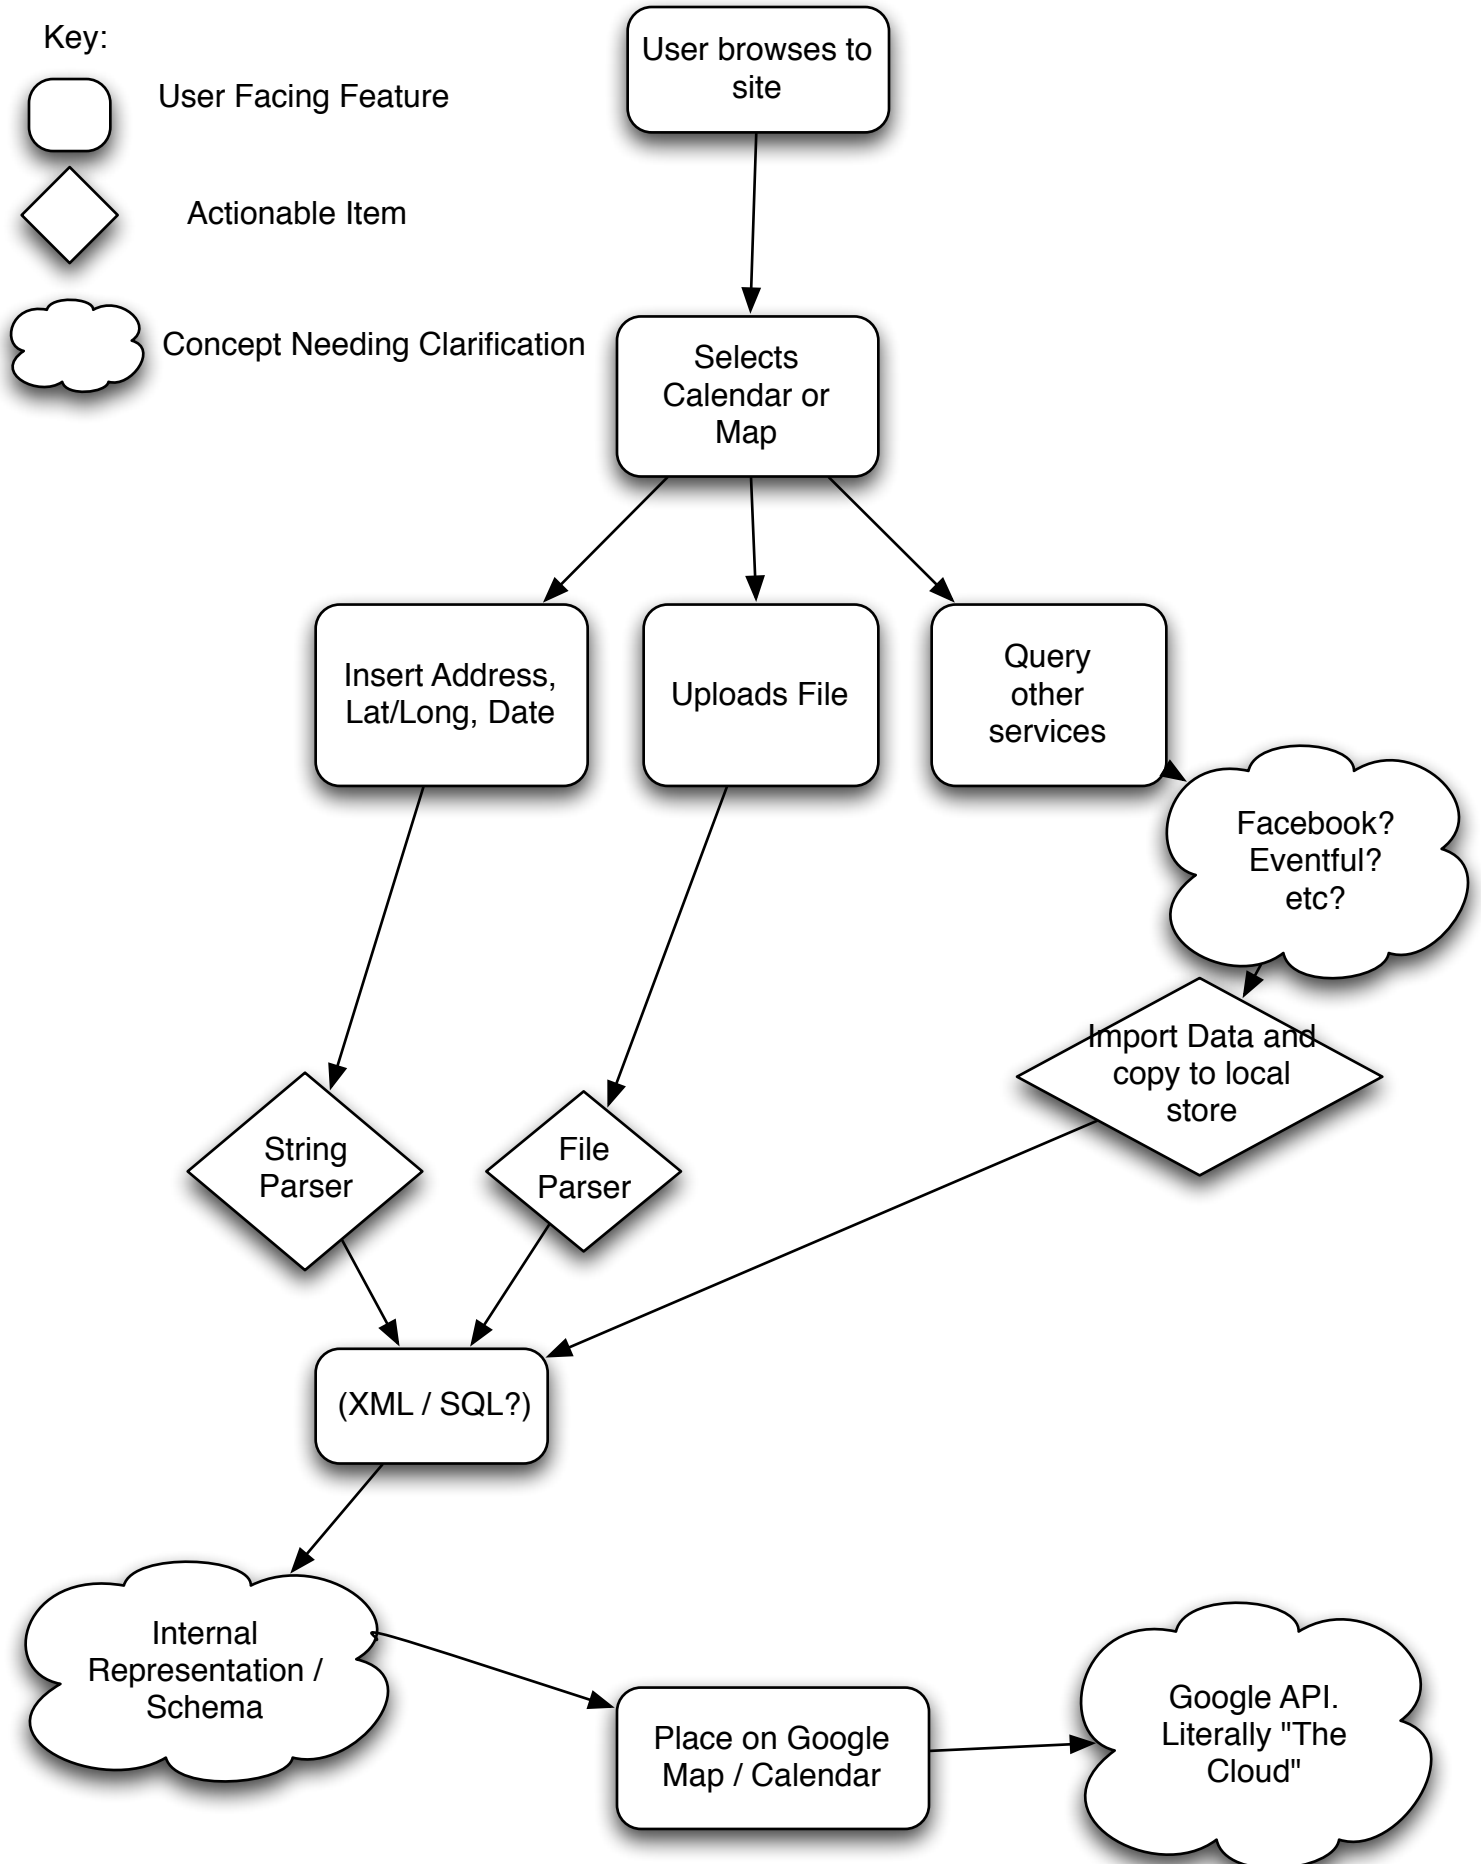 Key:
User Facing Feature
Actionable Item
Concept Needing Clarification
User browses to
site
Selects
Calendar or
Map
Insert Address,
Lat/Long, Date
Uploads File
Query
other
services
Facebook?
Eventful?
etc?
Import Data and
copy to local
store
String
Parser
File
Parser
(XML / SQL?)
Internal
Representation /
Schema
Place on Google
Map / Calendar
Google API.
Literally "The
Cloud"